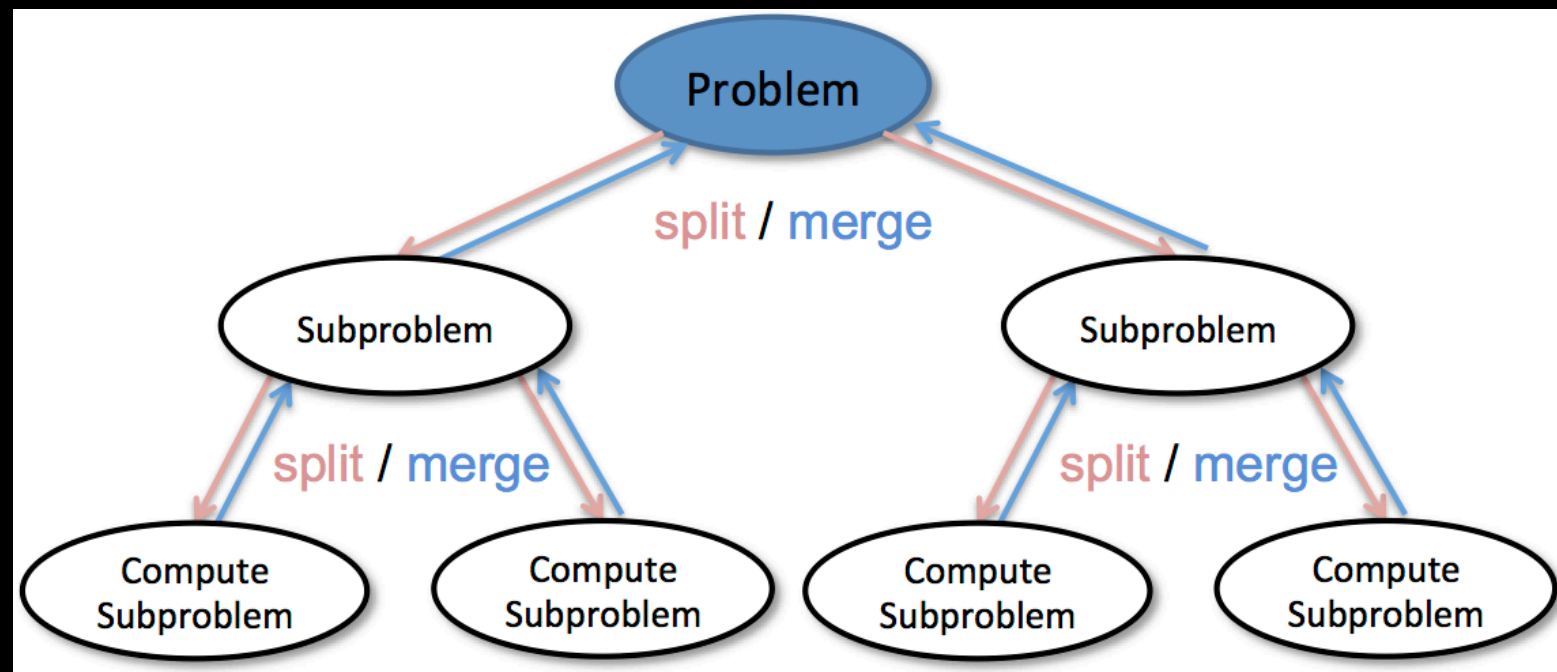 Problem
split / merge
Subproblem
Subproblem
split / merge
split / merge
Compute
Subproblem
Compute
Subproblem
Compute
Subproblem
Compute
Subproblem